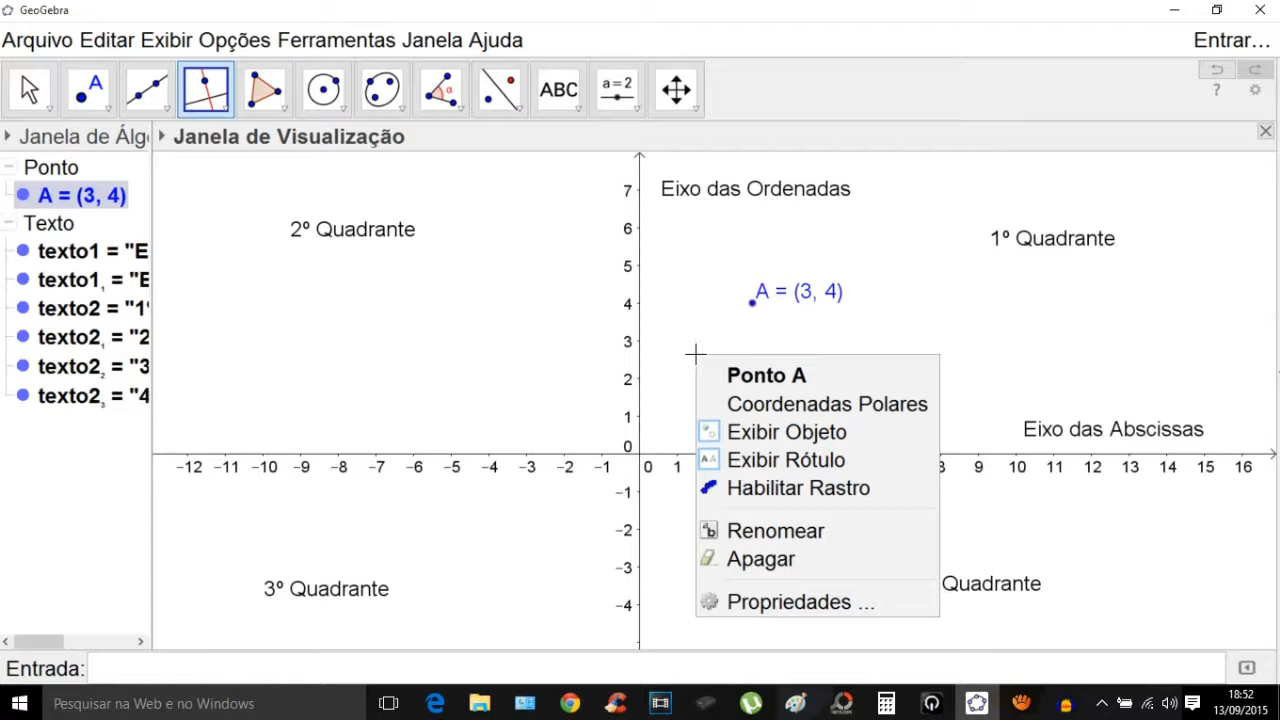 GeoGebra
Arquivo Editar Exibir Opções Ferramentas Janela Ajuda
Entrar...
A
α
ABC
a=2
?
Janela de Álg
Janela de Visualização
Ponto
A = (3, 4)
Texto
texto1 = "E
texto1₁ = "E
texto2 = "1º
texto2₁ = "2
texto2₂ = "3
texto2₃ = "4
Eixo das Ordenadas
2º Quadrante
1º Quadrante
A = (3, 4)
7
6
5
4
3
2
1
0
Eixo das Abscissas
−12 −11 −10 −9 −8 −7 −6 −5 −4 −3 −2 −1 0 1 8 9 10 11 12 13 14 15 16
−1
−2
−3
−4
3º Quadrante
Quadrante
Ponto A
Coordenadas Polares
Exibir Objeto
Exibir Rótulo
Habilitar Rastro
Renomear
Apagar
Propriedades ...
Entrada:
Pesquisar na Web e no Windows
18:52
13/09/2015